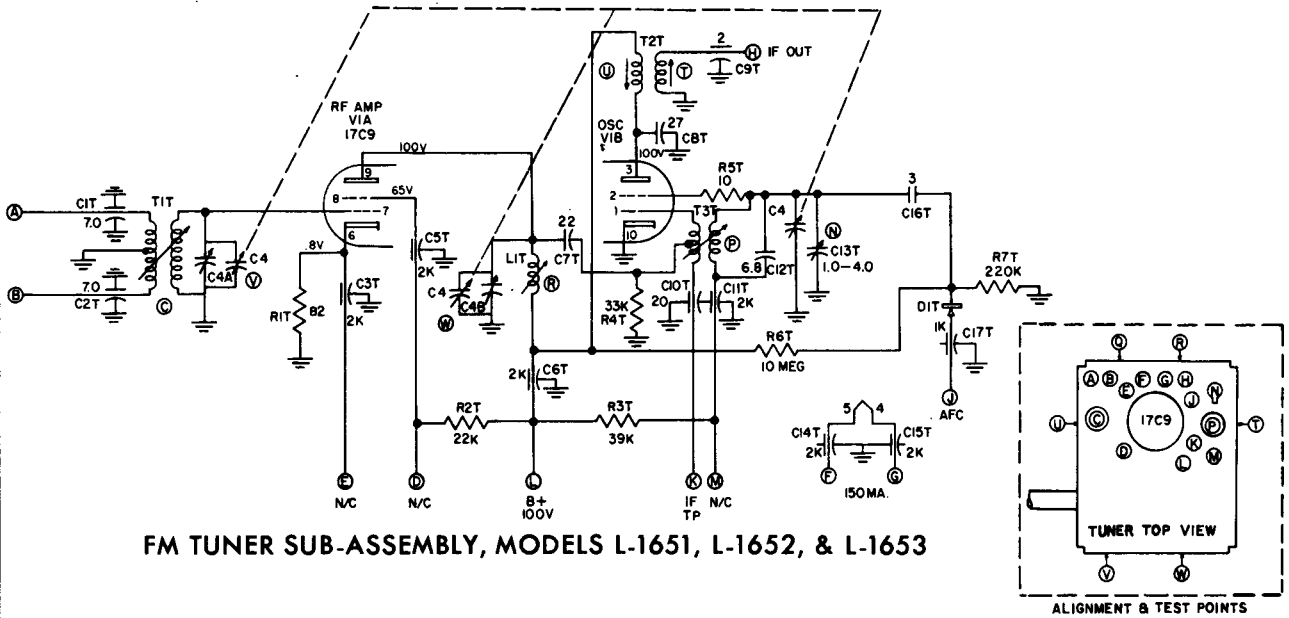 T2T
2
H IF OUT
U
T
C9T
RF AMP
V1A
17C9
OSC
V1B
27
C8T
100V
100V
9
3
R5T
10
3
C16T
8
65V
7
2
1
A
C1T
7.0
T1T
6
10
T3T
C4
22
C7T
P
N
C13T
1.0-4.0
.8V
C5T
2K
L1T
R
6.8
C12T
R7T
220K
C4A
C4
V
B
7.0
C2T
C
C3T
2K
C4
C4B
W
33K
R4T
C10T
20
C11T
2K
D1T
R1T
82
1K
C17T
R6T
10 MEG
2K
C6T
J
AFC
R2T
22K
R3T
39K
5
4
C14T
2K
C15T
2K
F
G
150MA.
E
N/C
D
N/C
L
B+
100V
K
IF
TP
M
N/C
Q
R
A
B
E
F
G
H
J
N
U
C
17C9
P
T
D
K
L
M
TUNER TOP VIEW
V
W
FM TUNER SUB-ASSEMBLY, MODELS L-1651, L-1652, & L-1653
ALIGNMENT & TEST POINTS